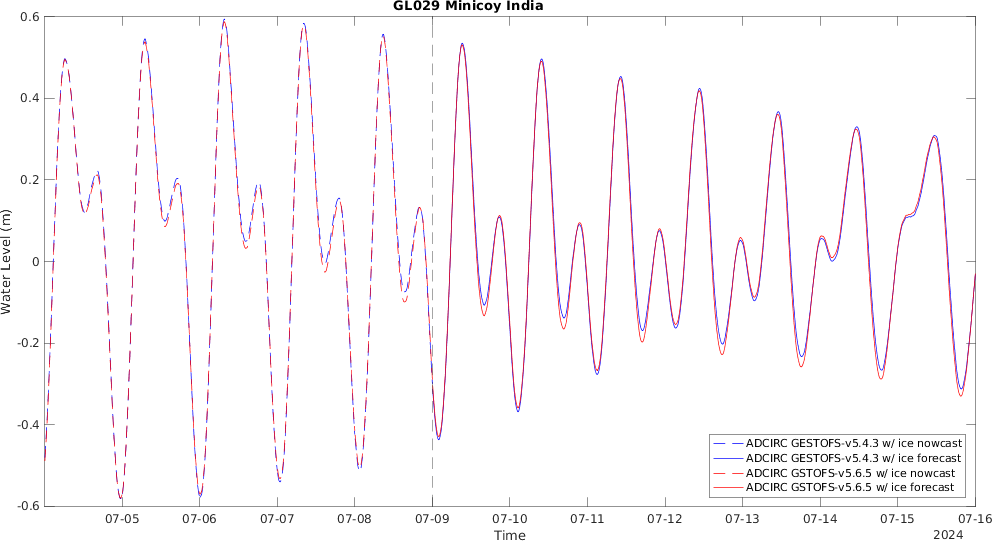 GL029 Minicoy India
0.6
0.4
0.2
0
-0.2
-0.4
-0.6
Water Level (m)
ADCIRC GESTOFS-v5.4.3 w/ ice nowcast
ADCIRC GESTOFS-v5.4.3 w/ ice forecast
ADCIRC GSTOFS-v5.6.5 w/ ice nowcast
ADCIRC GSTOFS-v5.6.5 w/ ice forecast
07-05 07-06 07-07 07-08 07-09 07-10 07-11 07-12 07-13 07-14 07-15 07-16
Time
2024